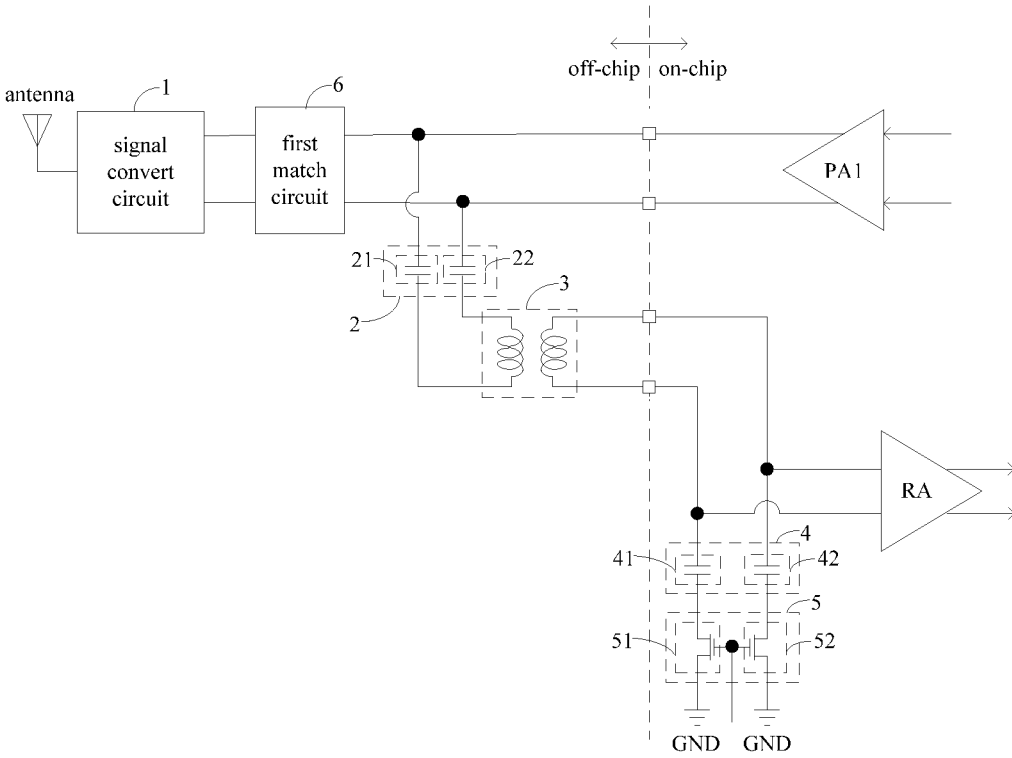 off-chip
on-chip
antenna
1
6
signal
convert
circuit
first
match
circuit
PA1
21
22
2
3
RA
4
41
42
5
51
52
GND
GND